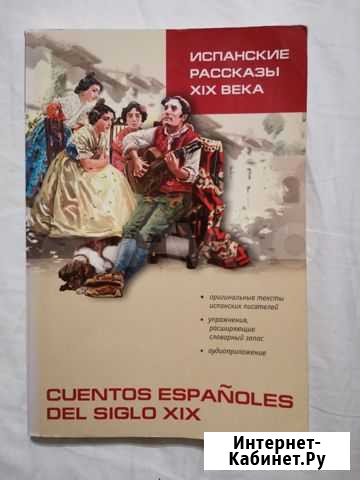 ИСПАНСКИЕ
РАССКАЗЫ
XIX ВЕКА
• оригинальные тексты
испанских писателей
• упражнения,
расширяющие
словарный запас
• аудиоприложение
CUENTOS ESPAÑOLES
DEL SIGLO XIX
Интернет-
Кабинет.Ру